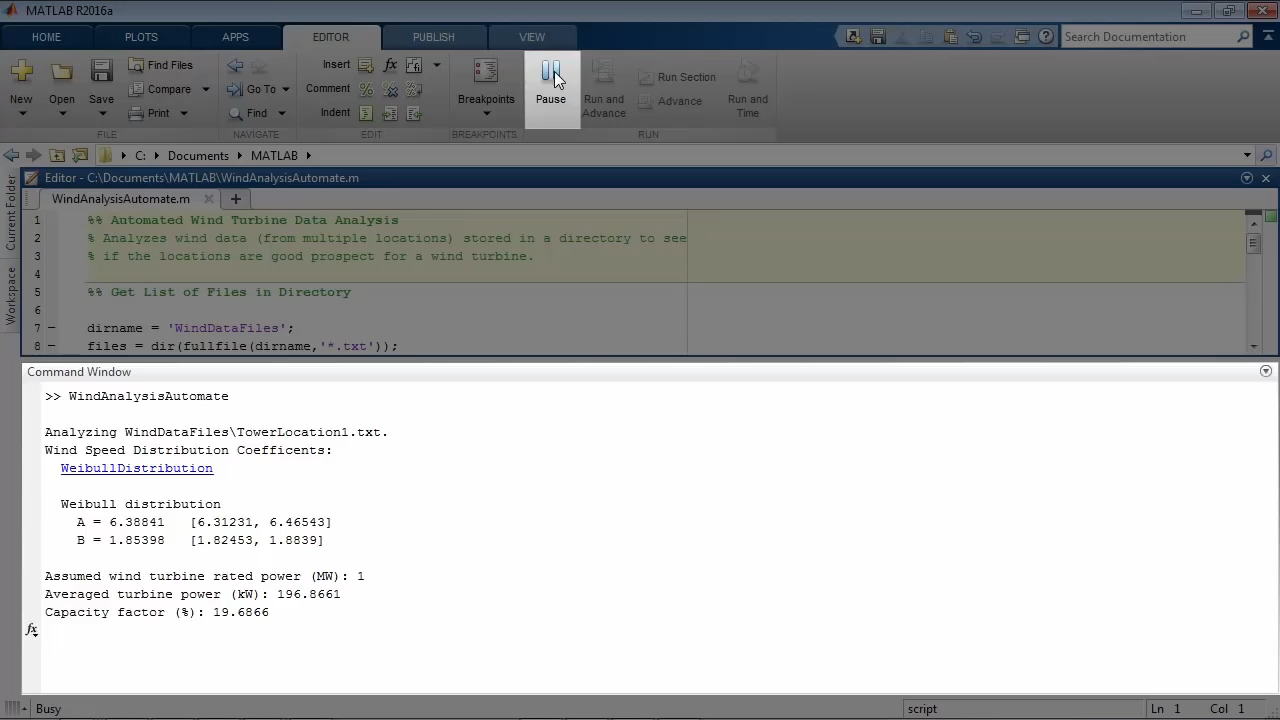 MATLAB R2016a
HOME PLOTS APPS EDITOR PUBLISH VIEW
Search Documentation
New Open Save Find Files Compare Print
FILE
Go To Find
NAVIGATE
Insert fx
Comment % % %
Indent
EDIT
Breakpoints
BREAKPOINTS
Pause Run and Advance Run Section Advance Run and Time
RUN
C: Documents MATLAB
Current Folder
Workspace
Editor - C:\Documents\MATLAB\WindAnalysisAutomate.m
WindAnalysisAutomate.m +
1 %% Automated Wind Turbine Data Analysis
2 % Analyzes wind data (from multiple locations) stored in a directory to see
3 % if the locations are good prospect for a wind turbine.
4
5 %% Get List of Files in Directory
6
7 – dirname = 'WindDataFiles';
8 – files = dir(fullfile(dirname,'*.txt'));
Command Window
>> WindAnalysisAutomate
Analyzing WindDataFiles\TowerLocation1.txt.
Wind Speed Distribution Coefficents:
WeibullDistribution
Weibull distribution
A = 6.38841 [6.31231, 6.46543]
B = 1.85398 [1.82453, 1.8839]
Assumed wind turbine rated power (MW): 1
Averaged turbine power (kW): 196.8661
Capacity factor (%): 19.6866
fx
Busy script Ln 1 Col 1